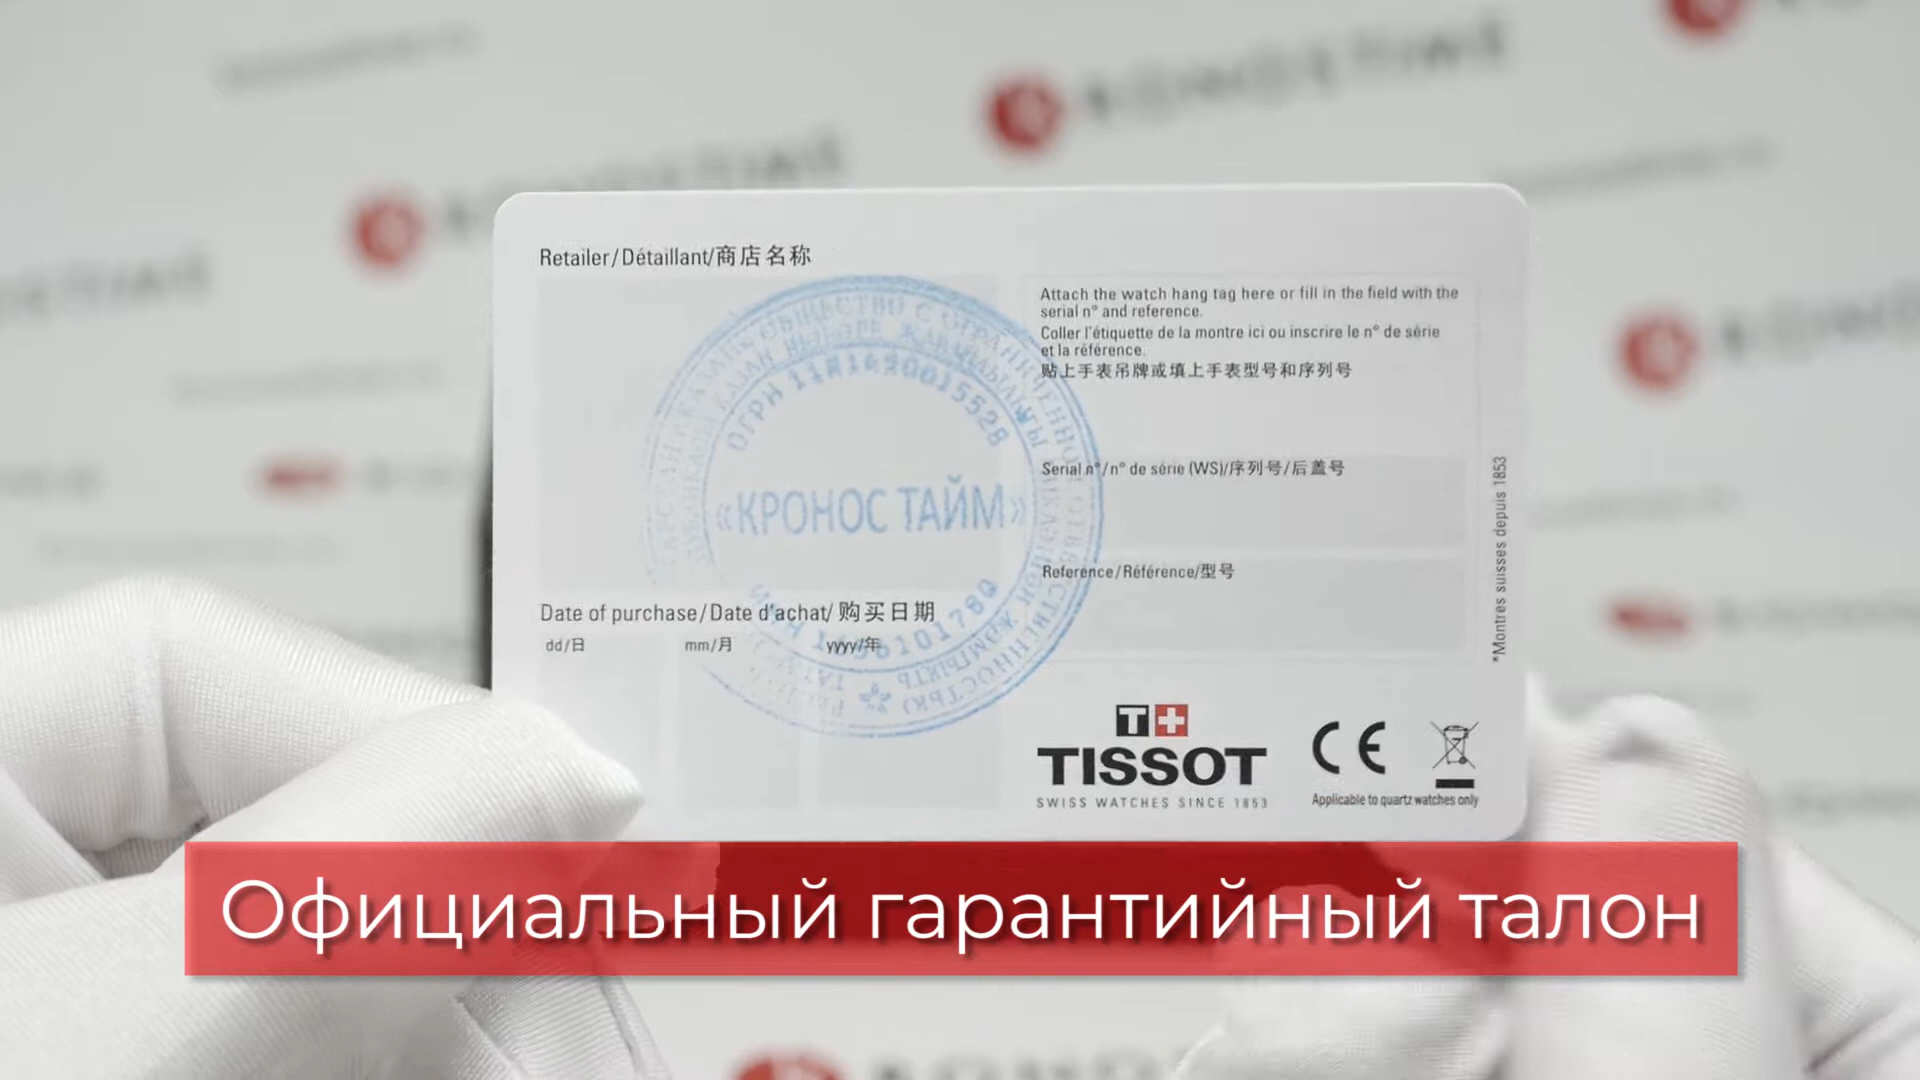 Retailer/Détaillant/商店名称
Attach the watch hang tag here or fill in the field with the
serial n° and reference.
Coller l'étiquette de la montre ici ou inscrire le n° de série
et la référence.
贴上手表吊牌或填上手表型号和序列号
ОГРН 1181690015528
«КРОНОС ТАЙМ»
Serial n°/n° de série (WS)/序列号/后盖号
Reference/Référence/型号
*Montres suisses depuis 1853
Date of purchase/Date d'achat/购买日期
dd/日 mm/月 yyyy/年
T+
TISSOT
SWISS WATCHES SINCE 1853
CE
Applicable to quartz watches only
Официальный гарантийный талон